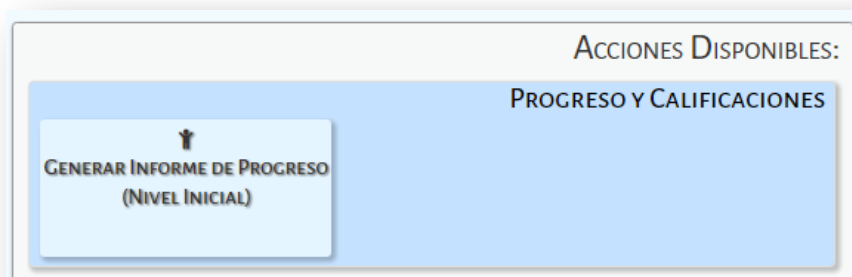 Acciones Disponibles:
Progreso y Calificaciones
Generar Informe de Progreso
(Nivel Inicial)